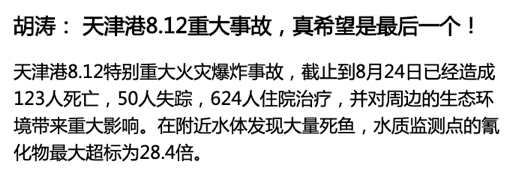 胡涛： 天津港8.12重大事故，真希望是最后一个！
天津港8.12特别重大火灾爆炸事故，截止到8月24日已经造成
123人死亡，50人失踪，624人住院治疗，并对周边的生态环
境带来重大影响。在附近水体发现大量死鱼，水质监测点的氰
化物最大超标为28.4倍。